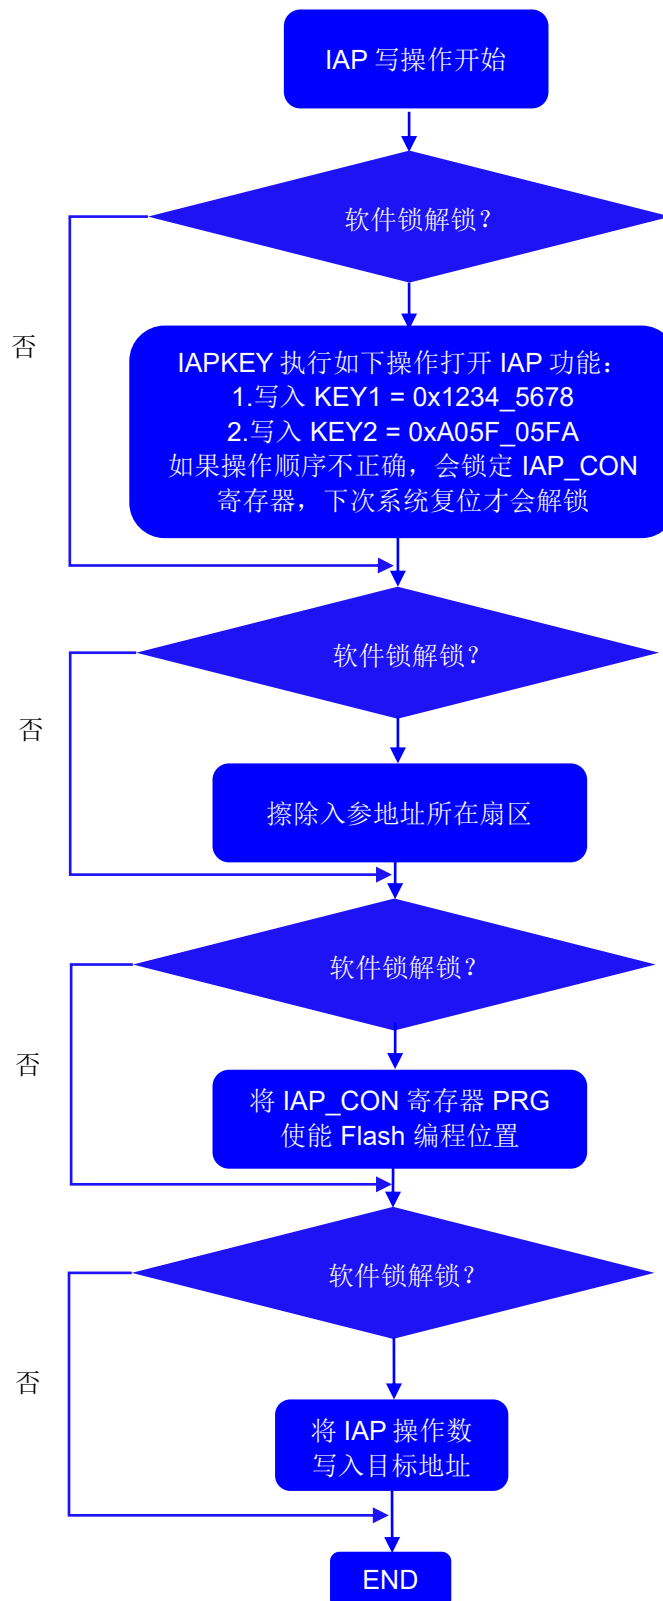 IAP 写操作开始
软件锁解锁？
否
IAPKEY 执行如下操作打开 IAP 功能：
1.写入 KEY1 = 0x1234_5678
2.写入 KEY2 = 0xA05F_05FA
如果操作顺序不正确，会锁定 IAP_CON
寄存器，下次系统复位才会解锁
软件锁解锁？
否
擦除入参地址所在扇区
软件锁解锁？
否
将 IAP_CON 寄存器 PRG
使能 Flash 编程位置
软件锁解锁？
否
将 IAP 操作数
写入目标地址
END